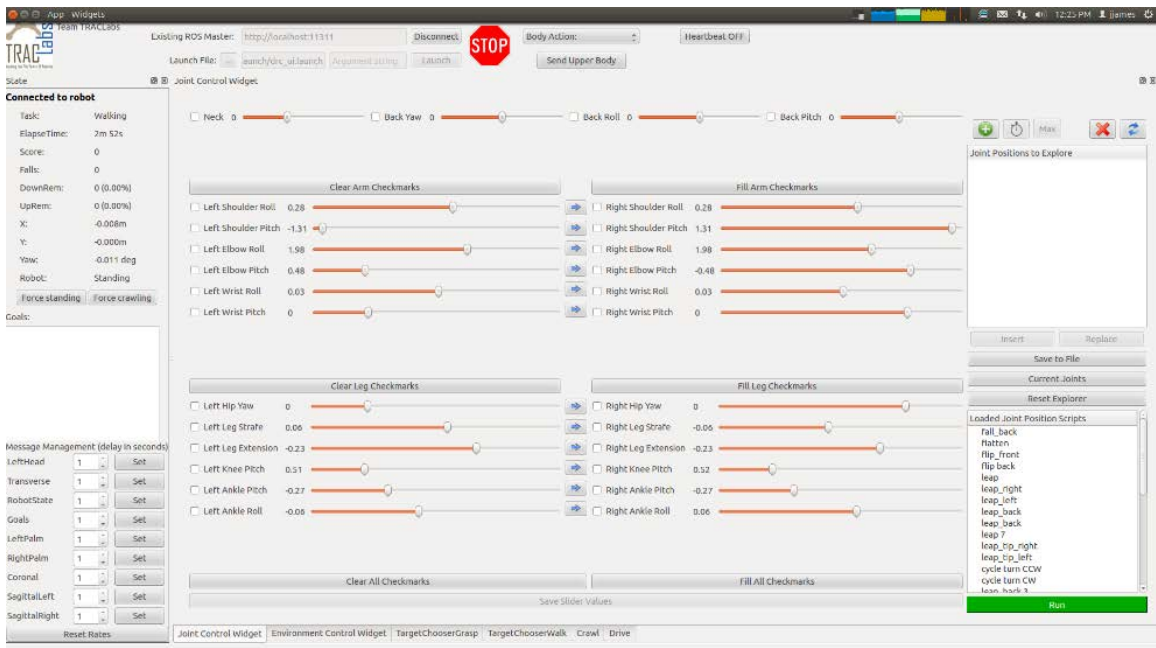 App Widgets
12:25 PM jjames
Team TRACLabs
TRAC Labs
Existing ROS Master: http://localhost:11311 Disconnect STOP Body Action: Heartbeat OFF
Launch File: ... aunch/drc_ui.launch Argument string Launch Send Upper Body
State
Joint Control Widget
Connected to robot
Task: Walking
ElapseTime: 2m 52s
Score: 0
Falls: 0
DownRem: 0 (0.00%)
UpRem: 0 (0.00%)
X: -0.008m
Y: -0.000m
Yaw: -0.011 deg
Robot: Standing
Force standing Force crawling
Goals:
Message Management (delay in seconds)
LeftHead 1 Set
Transverse 1 Set
RobotState 1 Set
Goals 1 Set
LeftPalm 1 Set
RightPalm 1 Set
Coronal 1 Set
SagittalLeft 1 Set
SagittalRight 1 Set
Reset Rates
Neck 0 Back Yaw 0 Back Roll 0 Back Pitch 0
Clear Arm Checkmarks Fill Arm Checkmarks
Left Shoulder Roll 0.28 Right Shoulder Roll 0.28
Left Shoulder Pitch -1.31 Right Shoulder Pitch 1.31
Left Elbow Roll 1.98 Right Elbow Roll 1.98
Left Elbow Pitch 0.48 Right Elbow Pitch -0.48
Left Wrist Roll 0.03 Right Wrist Roll 0.03
Left Wrist Pitch 0 Right Wrist Pitch 0
Clear Leg Checkmarks Fill Leg Checkmarks
Left Hip Yaw 0 Right Hip Yaw 0
Left Leg Strafe 0.06 Right Leg Strafe -0.06
Left Leg Extension -0.23 Right Leg Extension -0.23
Left Knee Pitch 0.51 Right Knee Pitch 0.52
Left Ankle Pitch -0.27 Right Ankle Pitch -0.27
Left Ankle Roll -0.06 Right Ankle Roll 0.06
Clear All Checkmarks Fill All Checkmarks
Save Slider Values
Joint Control Widget Environment Control Widget TargetChooserGrasp TargetChooserWalk Crawl Drive
Max
Joint Positions to Explore
Insert Replace
Save to File
Current Joints
Reset Explorer
Loaded Joint Position Scripts
fall_back
flatten
flip_front
flip back
leap
leap_right
leap_left
leap_back
leap_back
leap 7
leap_tip_right
leap_tip_left
cycle turn CCW
cycle turn CW
leap_back 3
Run